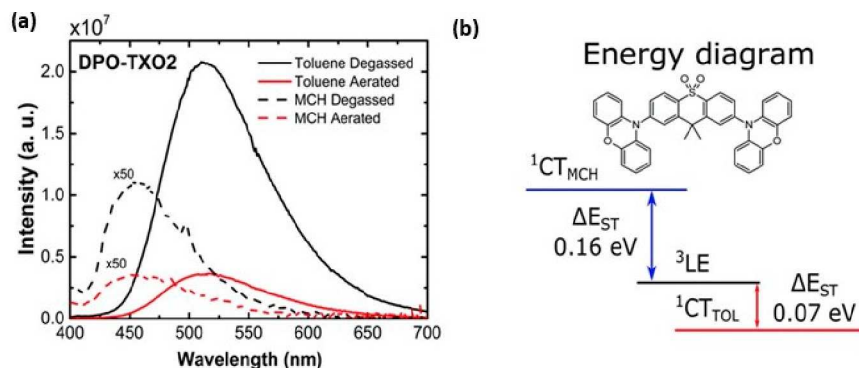 (a)
x10⁷
DPO-TXO2
Toluene Degassed
Toluene Aerated
MCH Degassed
MCH Aerated
x50
x50
Intensity (a. u.)
2.0
1.5
1.0
0.5
0.0
400 450 500 550 600 650 700
Wavelength (nm)
(b)
Energy diagram
O O
S
N N
O O
¹CT_MCH
ΔE_ST
0.16 eV
³LE
¹CT_TOL
ΔE_ST
0.07 eV